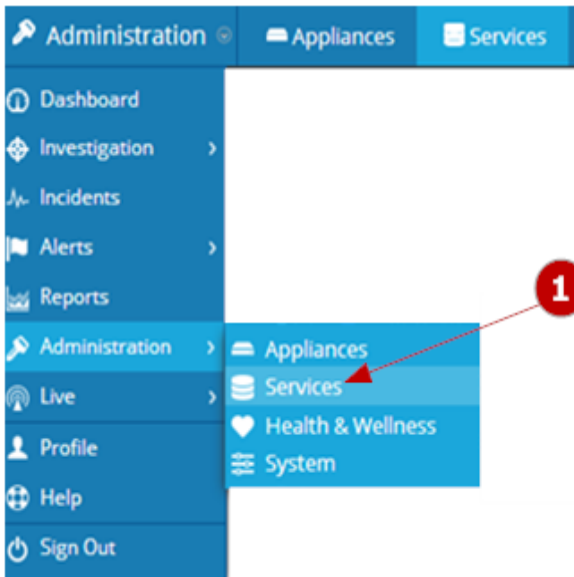 Administration
Appliances
Services
Dashboard
Investigation
Incidents
Alerts
Reports
Administration
Appliances
Services
Health & Wellness
System
Live
Profile
Help
Sign Out
1